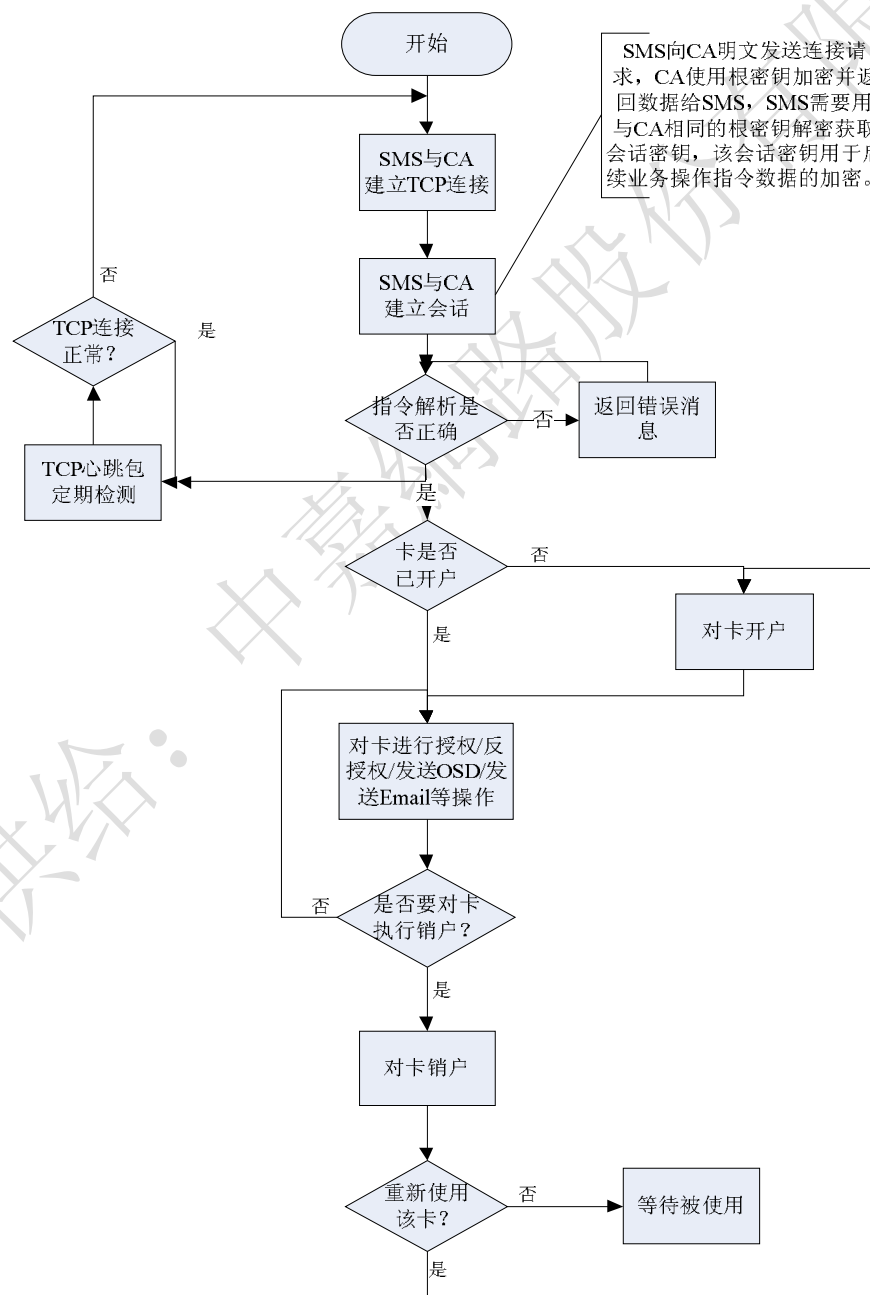 开始
SMS向CA明文发送连接请
求，CA使用根密钥加密并返
回数据给SMS，SMS需要用
与CA相同的根密钥解密获取
会话密钥，该会话密钥用于后
续业务操作指令数据的加密。
SMS与CA
建立TCP连接
SMS与CA
建立会话
否
TCP连接
正常？
是
指令解析是
否正确
否
返回错误消
息
TCP心跳包
定期检测
是
卡是否
已开户
否
对卡开户
是
对卡进行授权/反
授权/发送OSD/发
送Email等操作
否
是否要对卡
执行销户？
是
对卡销户
重新使用
该卡？
否
等待被使用
是
供给：中嘉
路股份有限